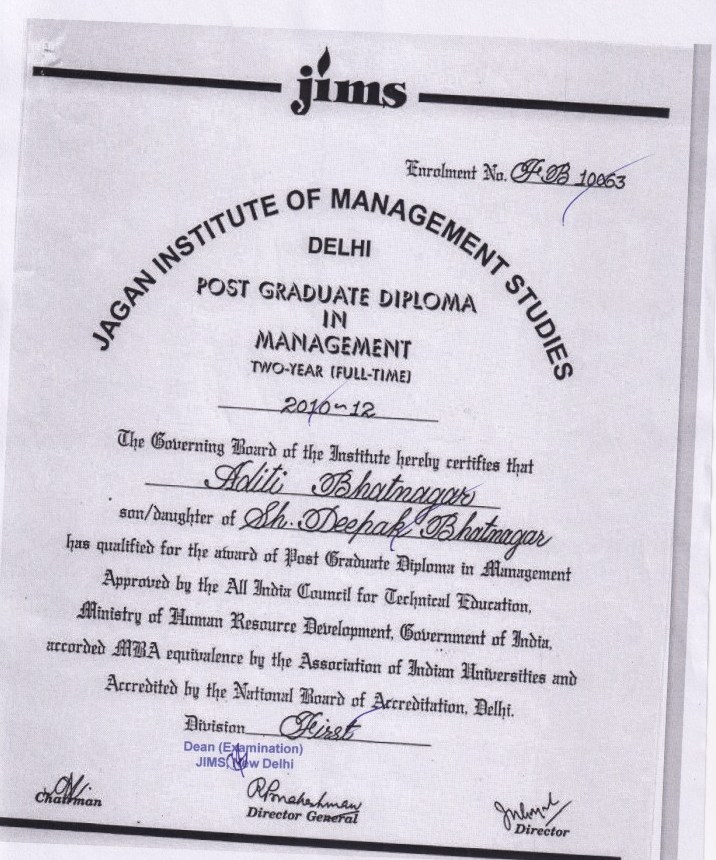 jims
Enrolment No. FB 10063
JAGAN INSTITUTE OF MANAGEMENT STUDIES
DELHI
POST GRADUATE DIPLOMA
IN
MANAGEMENT
TWO-YEAR (FULL-TIME)
2010-12
The Governing Board of the Institute hereby certifies that
Aditi Bhatnagar
son/daughter of Sh. Deepak Bhatnagar
has qualified for the award of Post Graduate Diploma in Management
Approved by the All India Council for Technical Education,
Ministry of Human Resource Development, Government of India,
accorded MBA equivalence by the Association of Indian Universities and
Accredited by the National Board of Accreditation, Delhi.
Division First
Dean (Examination)
JIMS, New Delhi
Chairman
Director General
Director